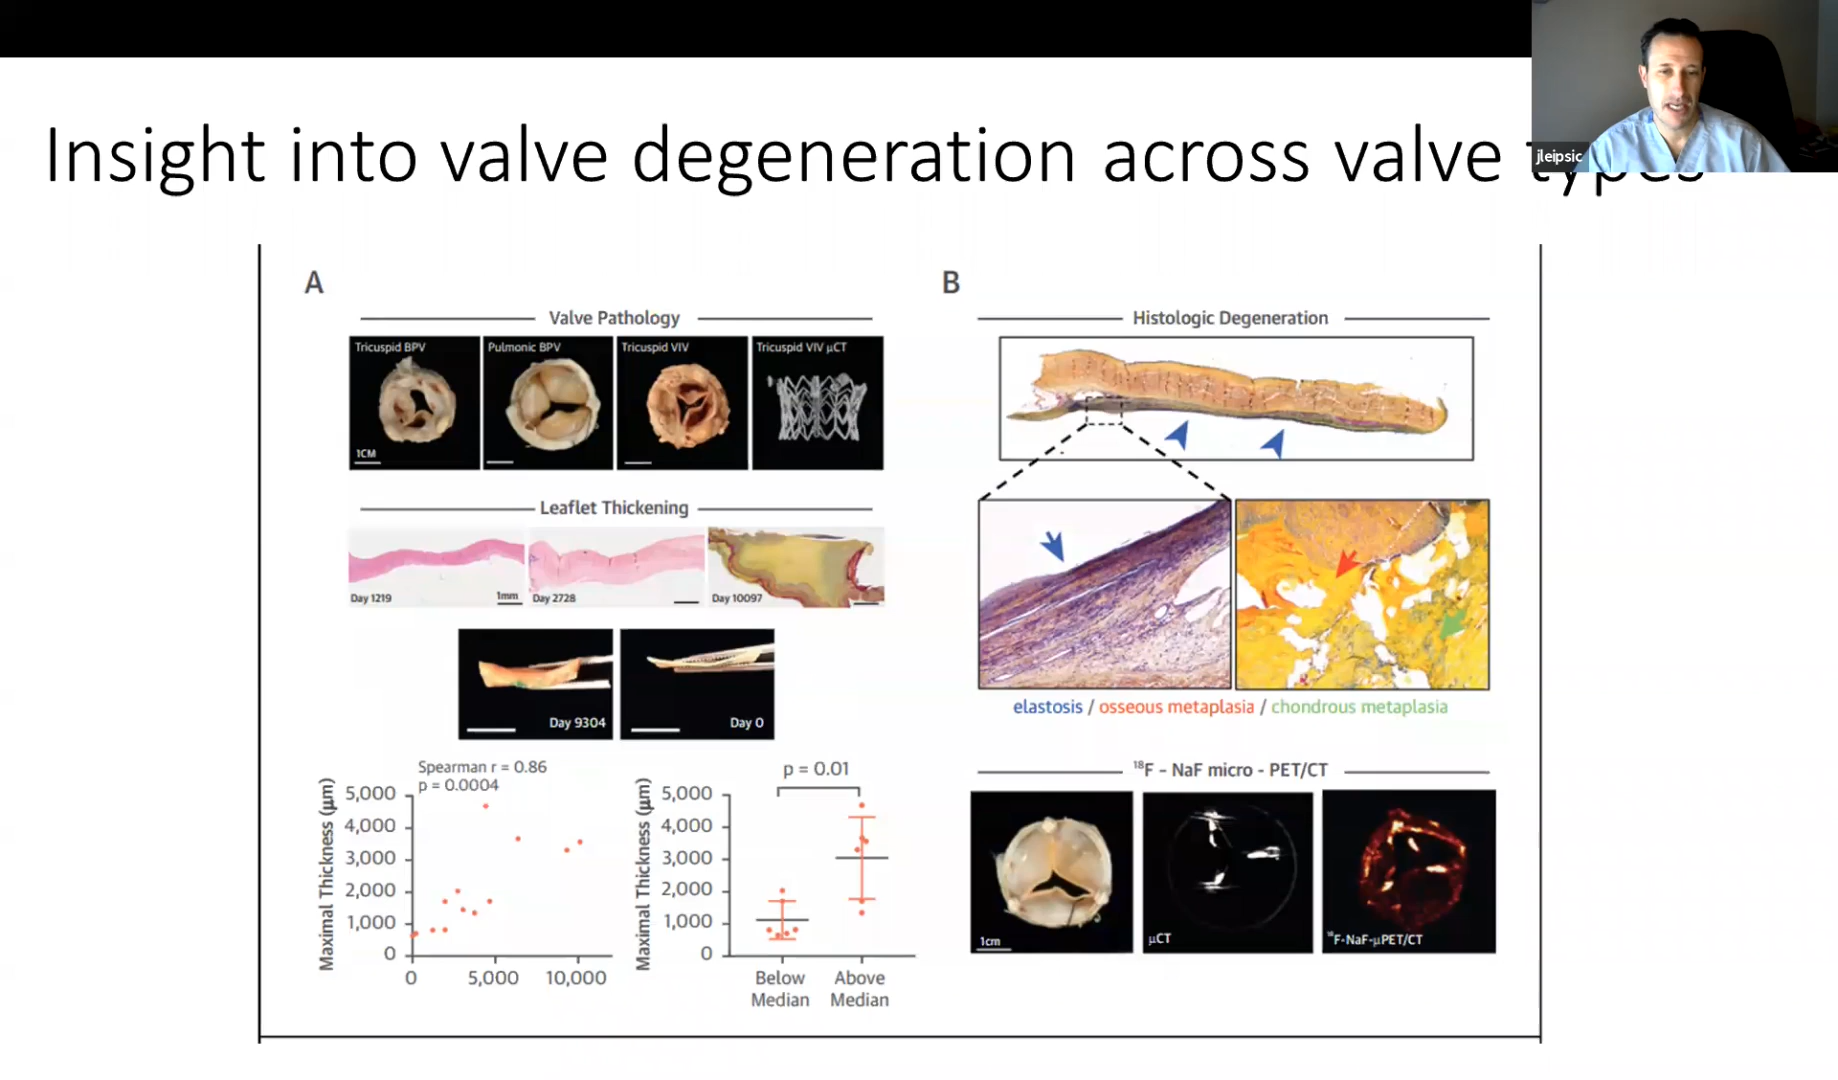 jleipsic
Insight into valve degeneration across valve types
A
Valve Pathology
Tricuspid BPV
Pulmonic BPV
Tricuspid VIV
Tricuspid VIV µCT
1CM
Leaflet Thickening
Day 1219
1mm
Day 2728
Day 10097
Day 9304
Day 0
Spearman r = 0.86
p = 0.0004
Maximal Thickness (µm)
5,000
4,000
3,000
2,000
1,000
0
0
5,000
10,000
p = 0.01
Maximal Thickness (µm)
5,000
4,000
3,000
2,000
1,000
0
Below
Median
Above
Median
B
Histologic Degeneration
elastosis / osseous metaplasia / chondrous metaplasia
¹⁸F - NaF micro - PET/CT
1cm
µCT
¹⁸F-NaF-µPET/CT